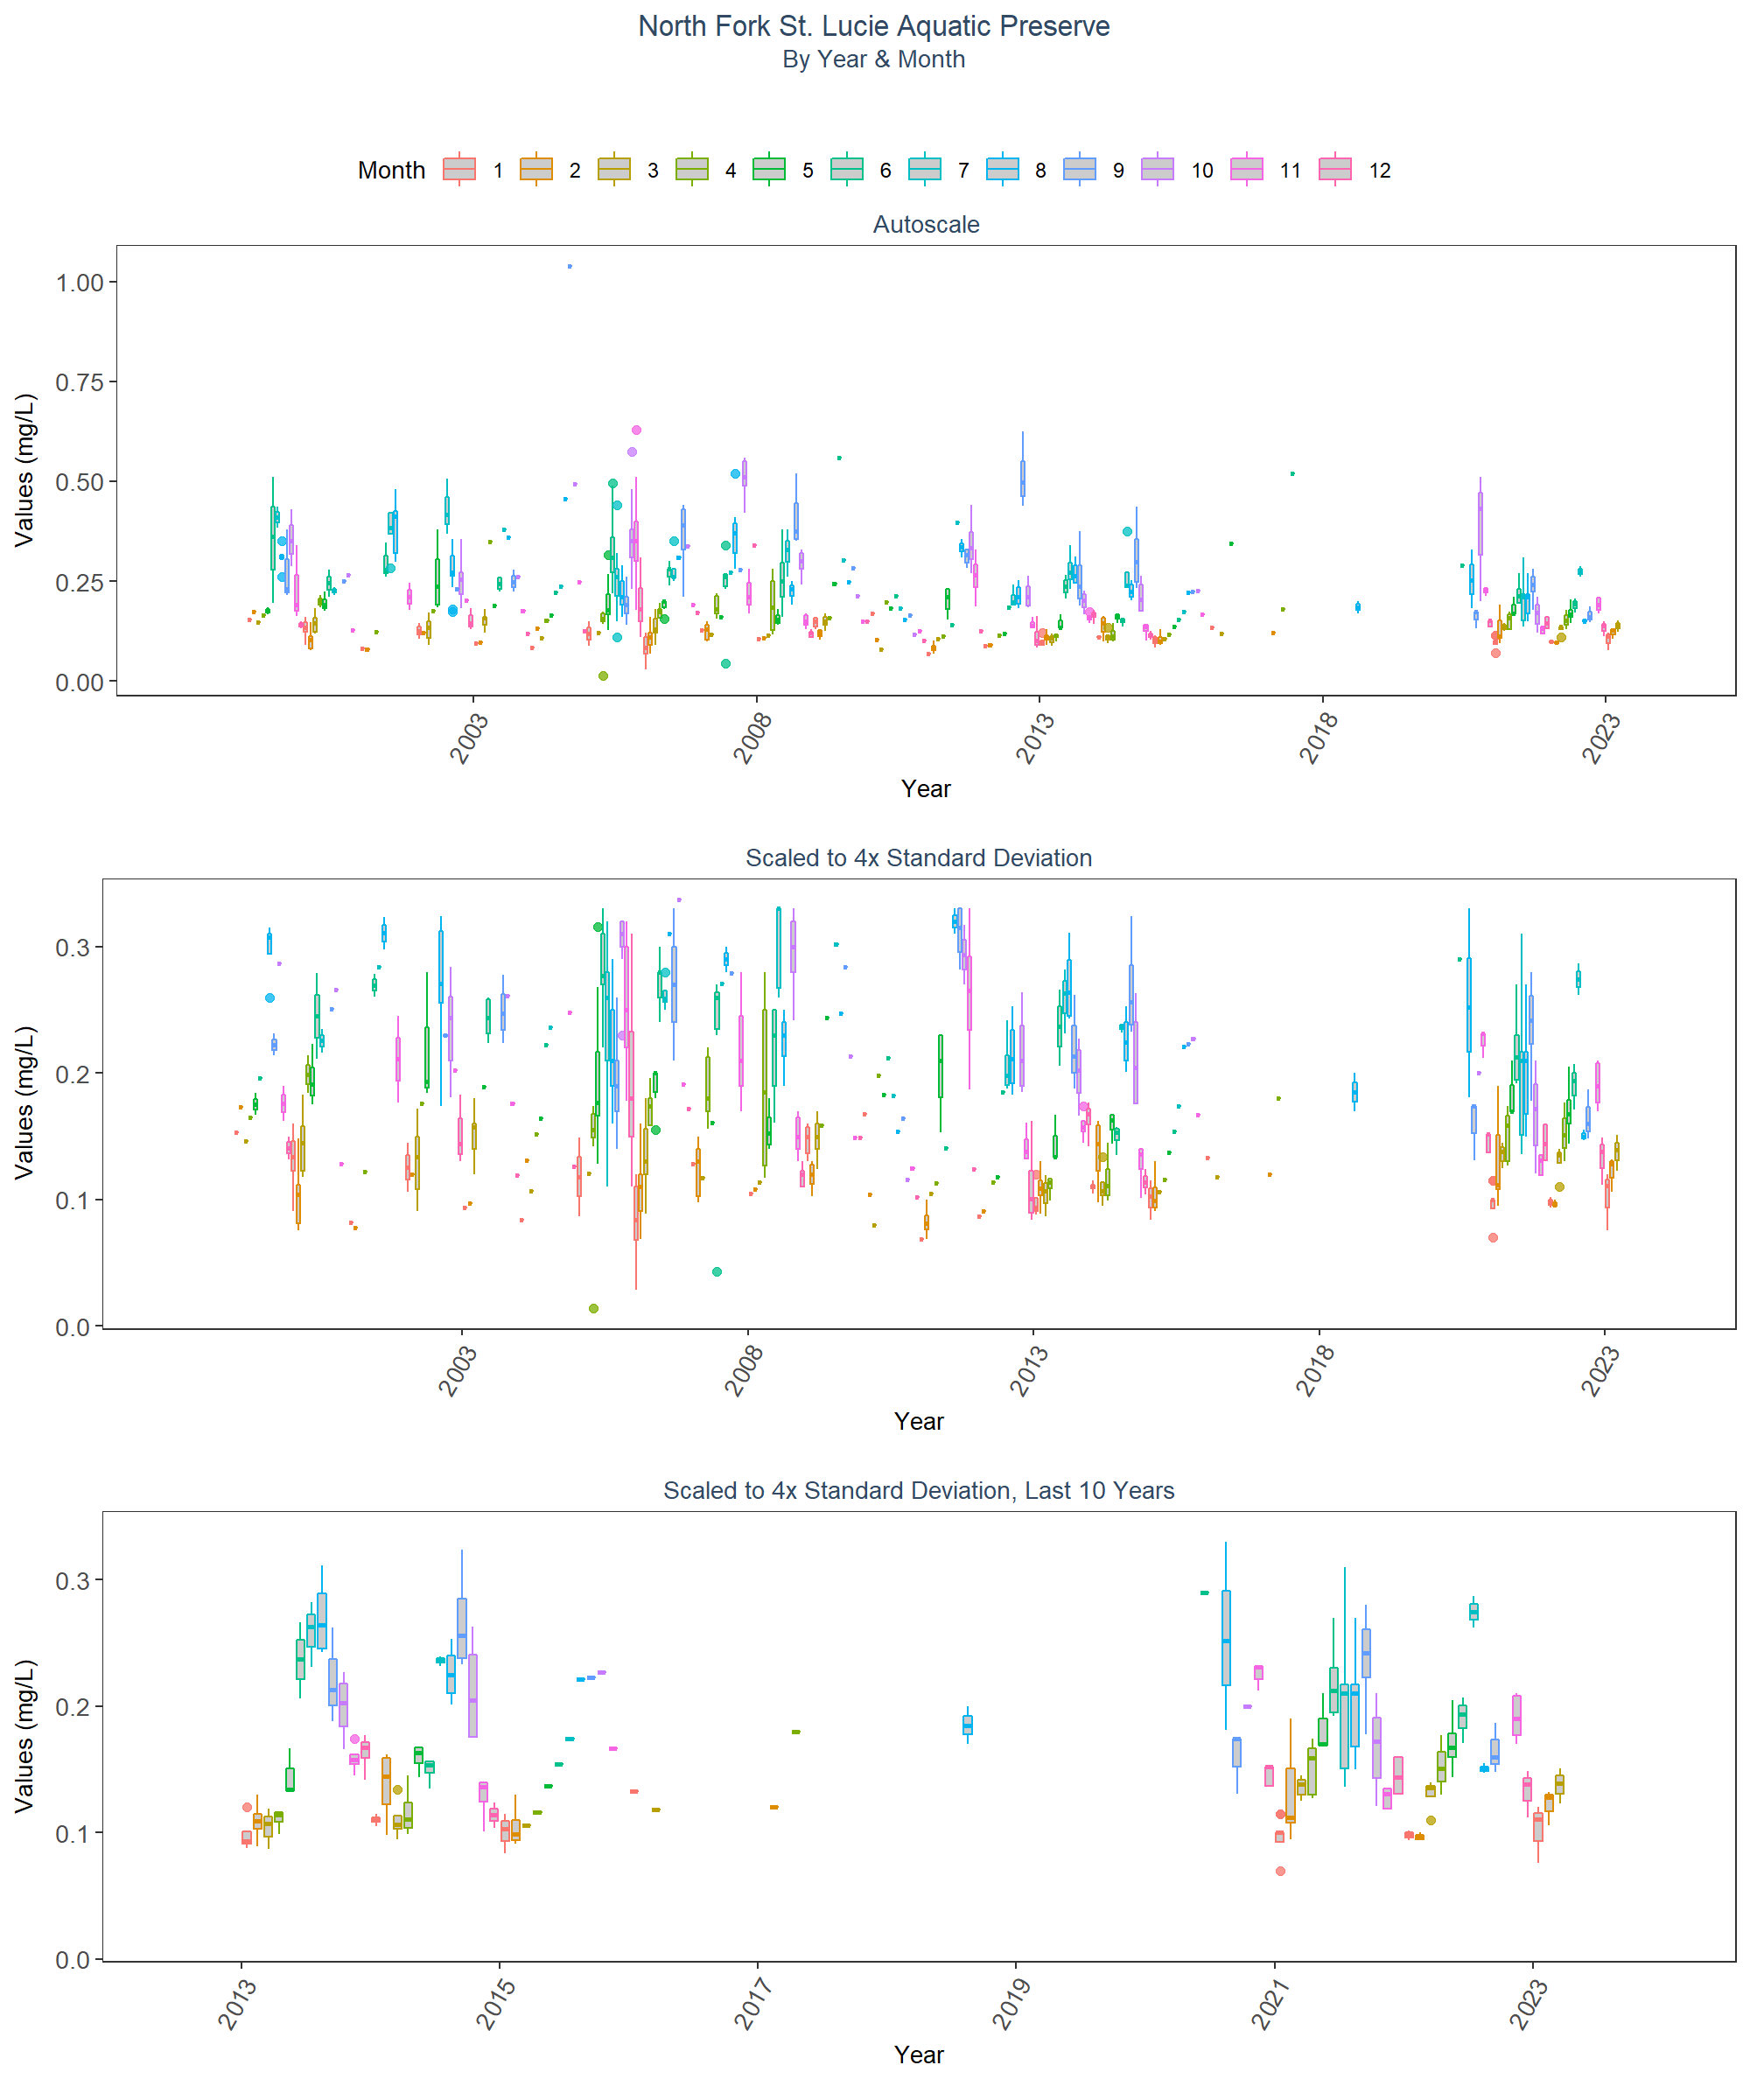 North Fork St. Lucie Aquatic Preserve
By Year & Month
Month 1 2 3 4 5 6 7 8 9 10 11 12
Autoscale
Values (mg/L)
1.00
0.75
0.50
0.25
0.00
2003 2008 2013 2018 2023
Year
Scaled to 4x Standard Deviation
Values (mg/L)
0.3
0.2
0.1
0.0
2003 2008 2013 2018 2023
Year
Scaled to 4x Standard Deviation, Last 10 Years
Values (mg/L)
0.3
0.2
0.1
0.0
2013 2015 2017 2019 2021 2023
Year